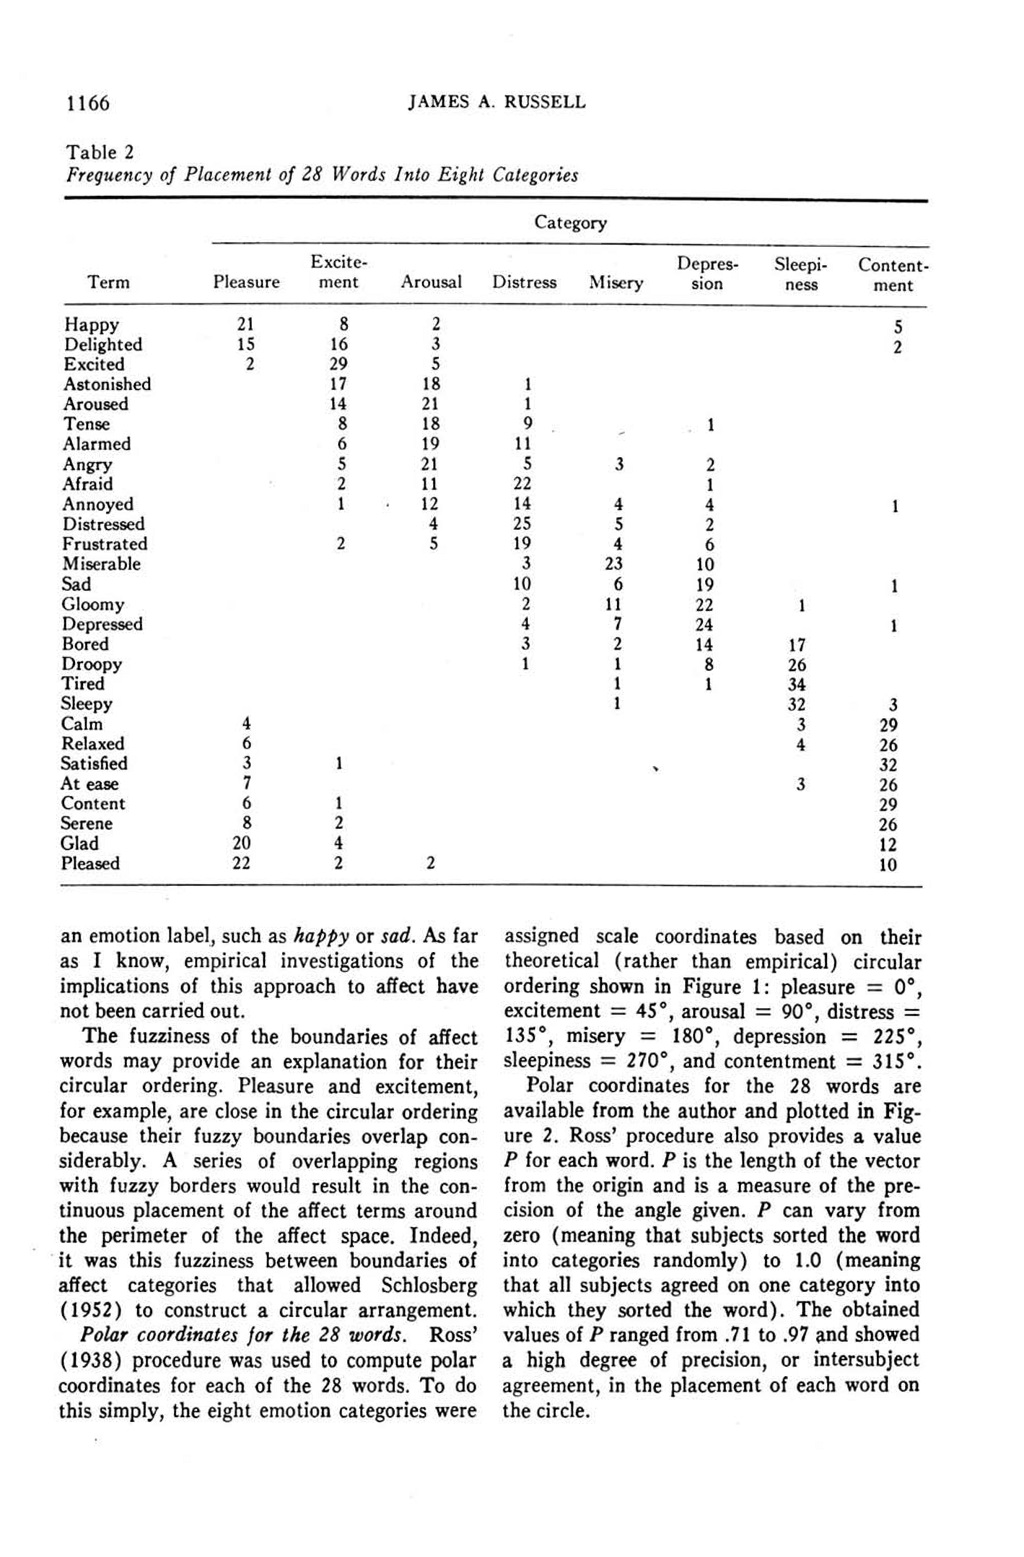 1166
JAMES A. RUSSELL
Table 2
Frequency of Placement of 28 Words Into Eight Categories
Category
Term Pleasure Excite-ment Arousal Distress Misery Depres-sion Sleepi-ness Content-ment
Happy 21 8 2 5
Delighted 15 16 3 2
Excited 2 29 5
Astonished 17 18 1
Aroused 14 21 1
Tense 8 18 9 1
Alarmed 6 19 11
Angry 5 21 5 3 2
Afraid 2 11 22 1
Annoyed 1 12 14 4 4 1
Distressed 4 25 5 2
Frustrated 2 5 19 4 6
Miserable 3 23 10
Sad 10 6 19 1
Gloomy 2 11 22 1
Depressed 4 7 24 1
Bored 3 2 14 17
Droopy 1 1 8 26
Tired 1 1 34
Sleepy 1 32 3
Calm 4 3 29
Relaxed 6 4 26
Satisfied 3 1 32
At ease 7 3 26
Content 6 1 29
Serene 8 2 26
Glad 20 4 12
Pleased 22 2 2 10
an emotion label, such as happy or sad. As far
as I know, empirical investigations of the
implications of this approach to affect have
not been carried out.
The fuzziness of the boundaries of affect
words may provide an explanation for their
circular ordering. Pleasure and excitement,
for example, are close in the circular ordering
because their fuzzy boundaries overlap con-
siderably. A series of overlapping regions
with fuzzy borders would result in the con-
tinuous placement of the affect terms around
the perimeter of the affect space. Indeed,
it was this fuzziness between boundaries of
affect categories that allowed Schlosberg
(1952) to construct a circular arrangement.
Polar coordinates for the 28 words. Ross'
(1938) procedure was used to compute polar
coordinates for each of the 28 words. To do
this simply, the eight emotion categories were
assigned scale coordinates based on their
theoretical (rather than empirical) circular
ordering shown in Figure 1: pleasure = 0°,
excitement = 45°, arousal = 90°, distress =
135°, misery = 180°, depression = 225°,
sleepiness = 270°, and contentment = 315°.
Polar coordinates for the 28 words are
available from the author and plotted in Fig-
ure 2. Ross' procedure also provides a value
P for each word. P is the length of the vector
from the origin and is a measure of the pre-
cision of the angle given. P can vary from
zero (meaning that subjects sorted the word
into categories randomly) to 1.0 (meaning
that all subjects agreed on one category into
which they sorted the word). The obtained
values of P ranged from .71 to .97 and showed
a high degree of precision, or intersubject
agreement, in the placement of each word on
the circle.